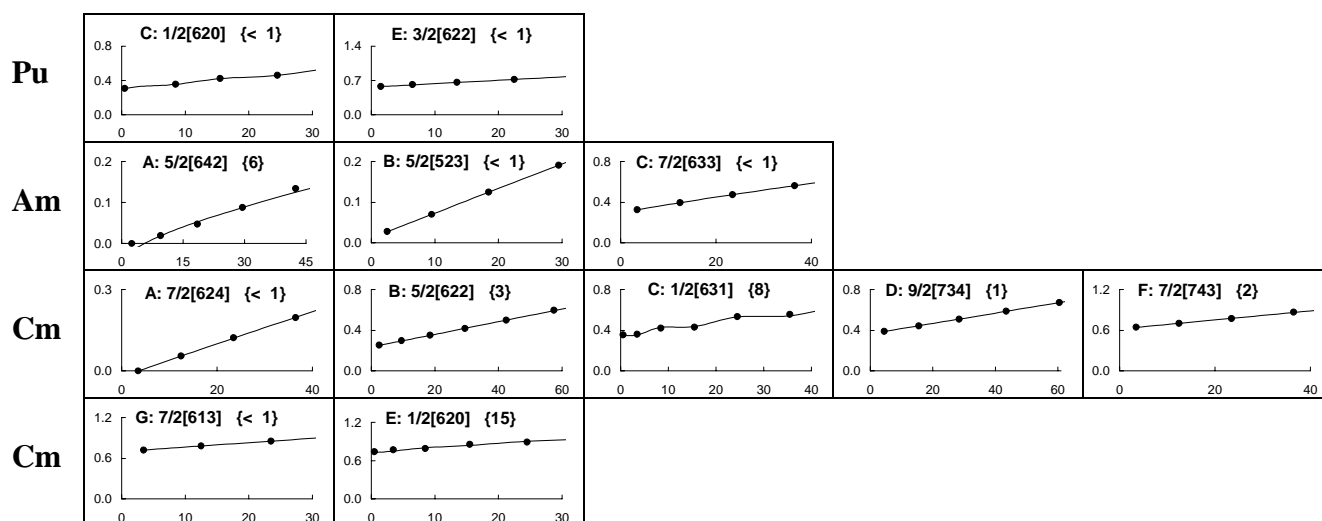 C: 1/2[620] {< 1} E: 3/2[622] {< 1}
0.8 1.4
Pu
0.4 0.7
0.0 0.0
0 10 20 30 0 10 20 30
A: 5/2[642] {6} B: 5/2[523] {< 1} C: 7/2[633] {< 1}
0.2 0.2 0.8
Am
0.1 0.1 0.4
0.0 0.0 0.0
0 15 30 45 0 10 20 30 0 20 40
A: 7/2[624] {< 1} B: 5/2[622] {3} C: 1/2[631] {8} D: 9/2[734] {1} F: 7/2[743] {2}
0.3 0.8 0.8 0.8 1.2
Cm
0.4 0.4 0.4 0.6
0.0 0.0 0.0 0.0 0.0
0 20 40 0 20 40 60 0 10 20 30 40 0 20 40 60 0 20 40
G: 7/2[613] {< 1} E: 1/2[620] {15}
1.2 1.2
Cm
0.6 0.6
0.0 0.0
0 10 20 30 0 10 20 30